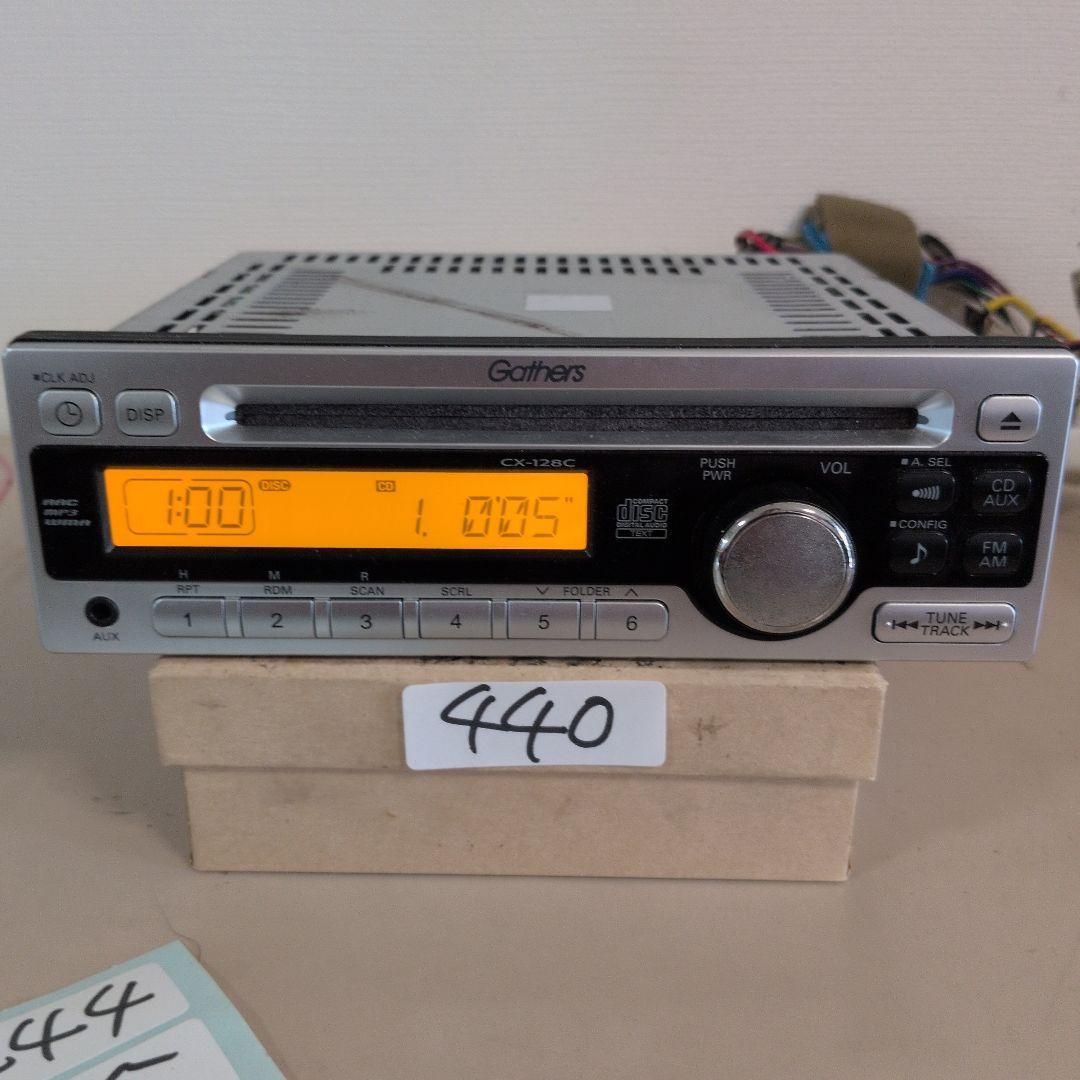 Gathers
■CLK ADJ
DISP
CX-128C
PUSH
PWR
VOL
■A. SEL
CD
AUX
AAC
MP3
WMA
1:00 DISC CD 1. 0'05"
COMPACT
disc
DIGITAL AUDIO
TEXT
■CONFIG
FM
AM
H M R
RPT RDM SCAN SCRL FOLDER
1 2 3 4 5 6
AUX
TUNE
TRACK
440
44